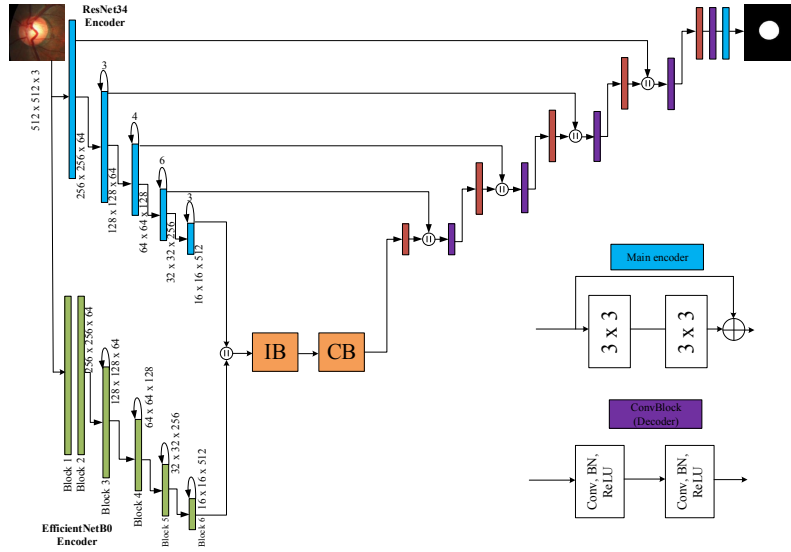 ResNet34
Encoder
512 x 512 x 3
256 x 256 x 64
3
128 x 128 x 64
4
64 x 64 x 128
6
32 x 32 x 256
3
16 x 16 x 512
IB
CB
Main encoder
3 x 3
3 x 3
ConvBlock
(Decoder)
Conv, BN,
ReLU
Conv, BN,
ReLU
Block 1
Block 2
256 x 256 x 64
Block 3
128 x 128 x 64
Block 4
64 x 64 x 128
Block 5
32 x 32 x 256
Block 6
16 x 16 x 512
EfficientNetB0
Encoder